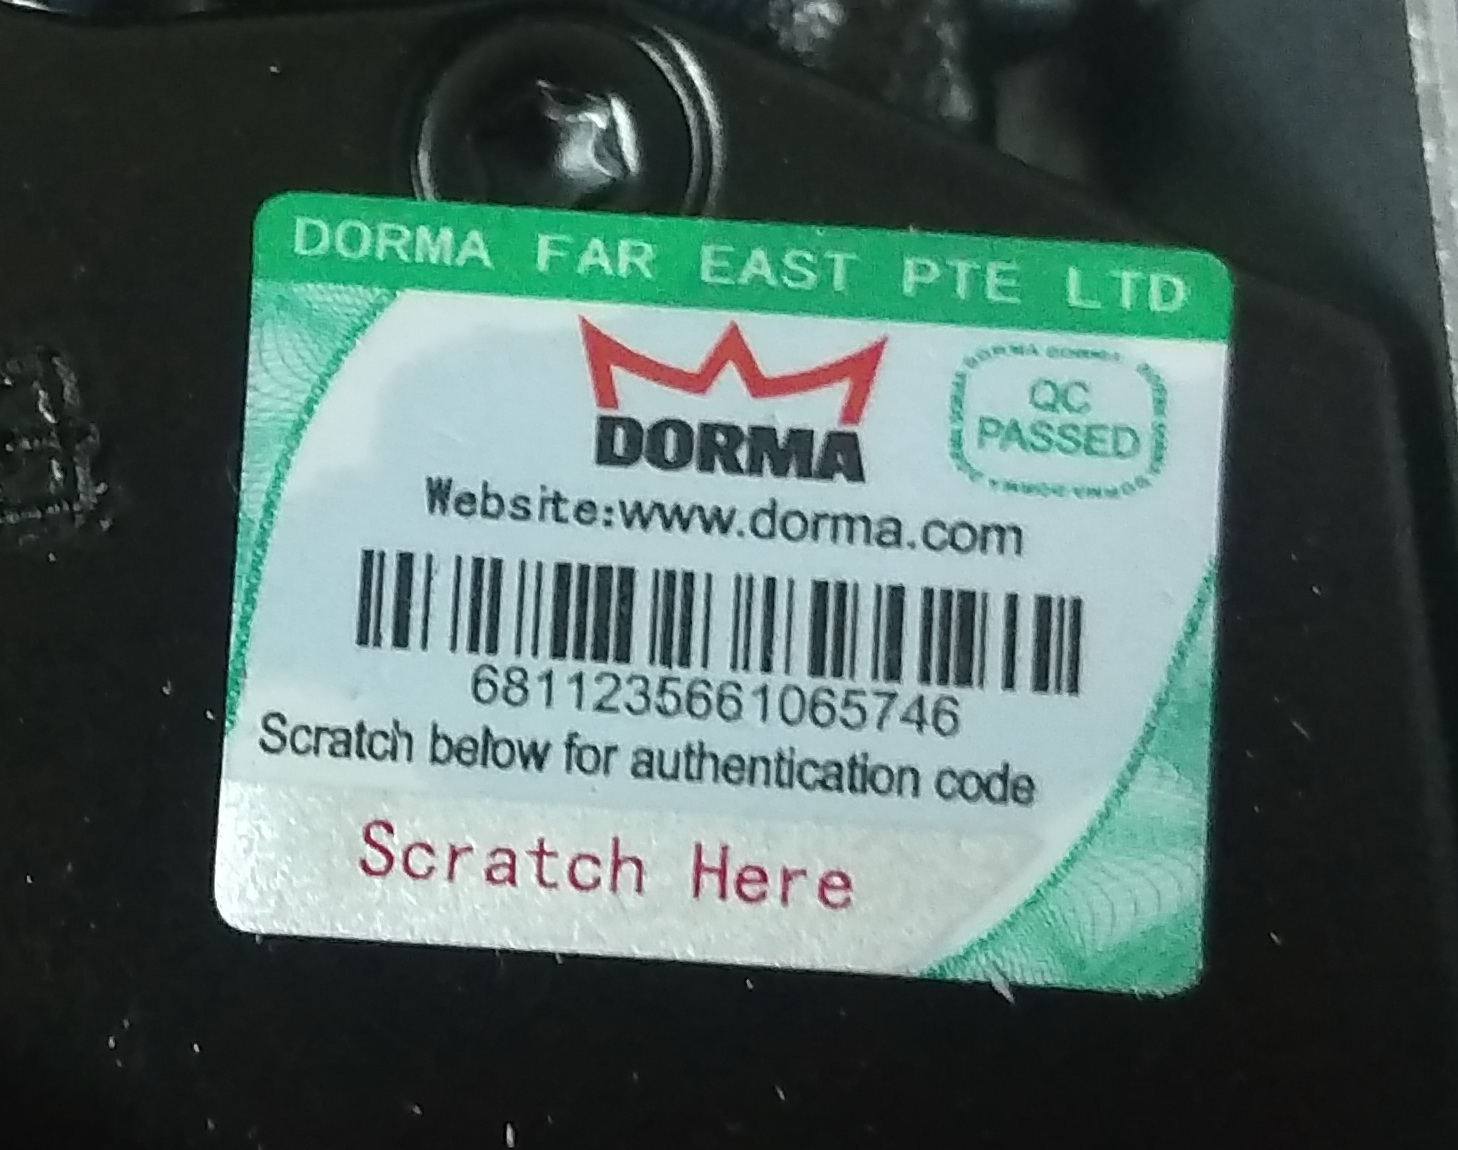 DORMA FAR EAST PTE LTD
DORMA
QC
PASSED
Website:www.dorma.com
6811235661065746
Scratch below for authentication code
Scratch Here